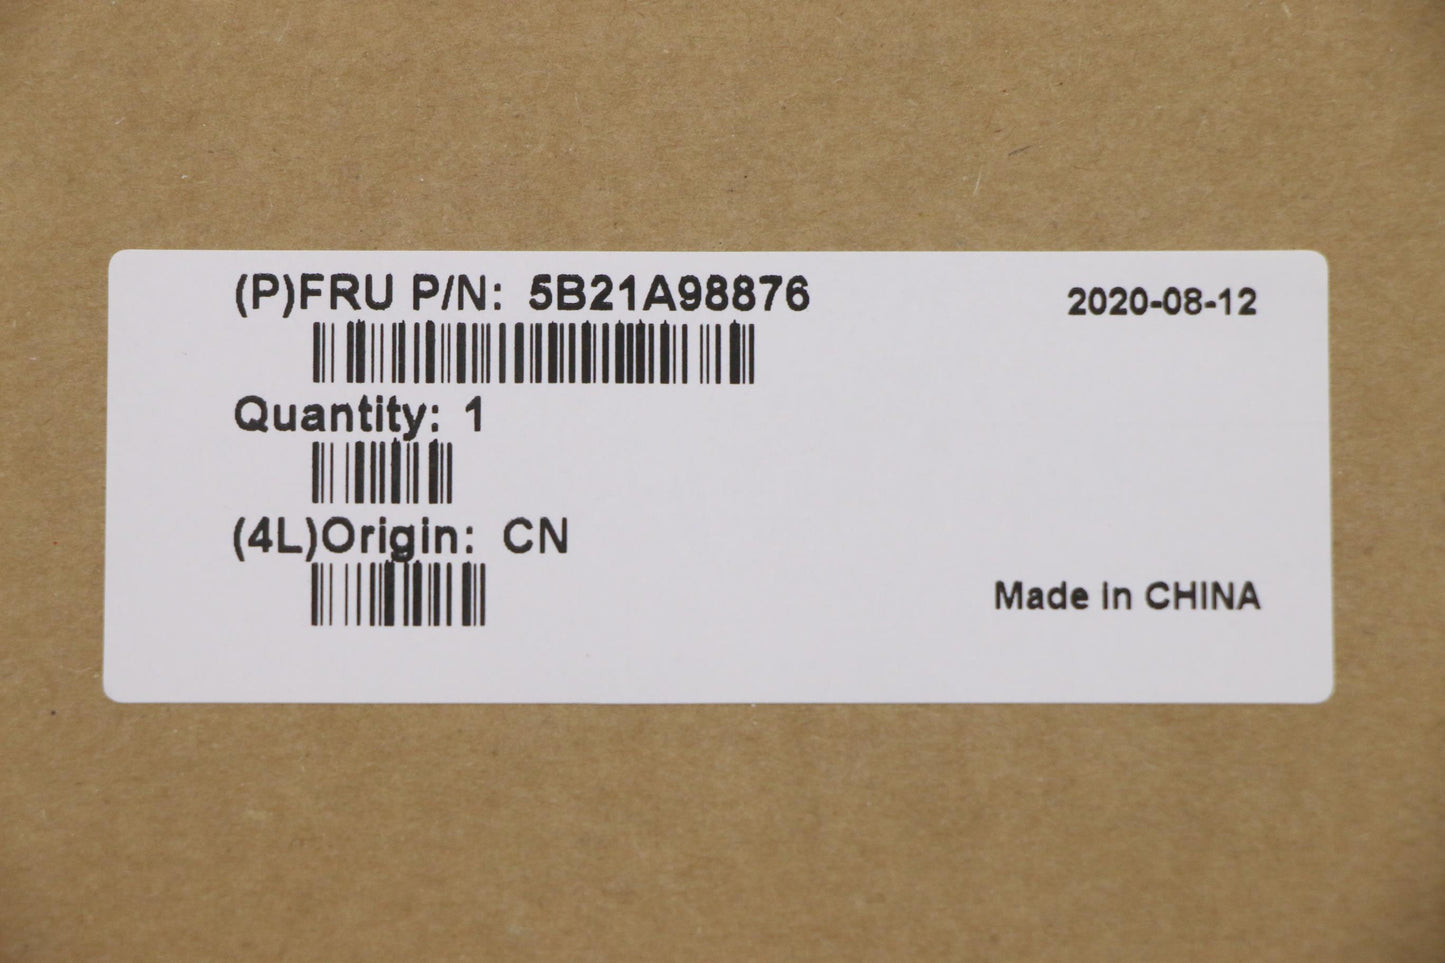 (P)FRU P/N: 5B21A98876
2020-08-12
Quantity: 1
(4L)Origin: CN
Made in CHINA